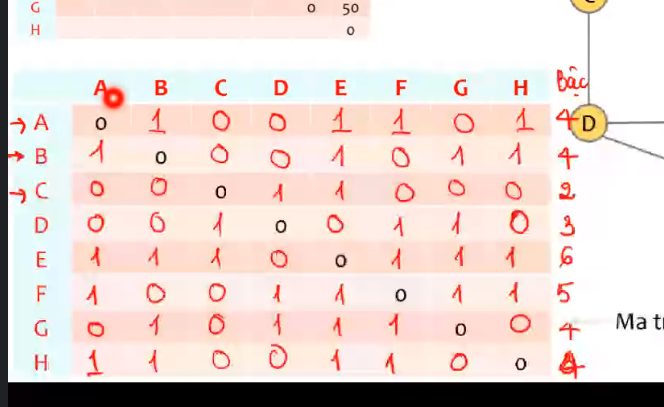 G 0 50
H 0
A B C D E F G H Bậc
→ A 0 1 0 0 1 1 0 1 4 D
→ B 1 0 0 0 1 0 1 1 4
→ C 0 0 0 1 1 0 0 0 2
D 0 0 1 0 0 1 1 0 3
E 1 1 1 0 0 1 1 1 6
F 1 0 0 1 1 0 1 1 5
G 0 1 0 1 1 1 0 0 4 Ma
H 1 1 0 0 1 1 0 0 4